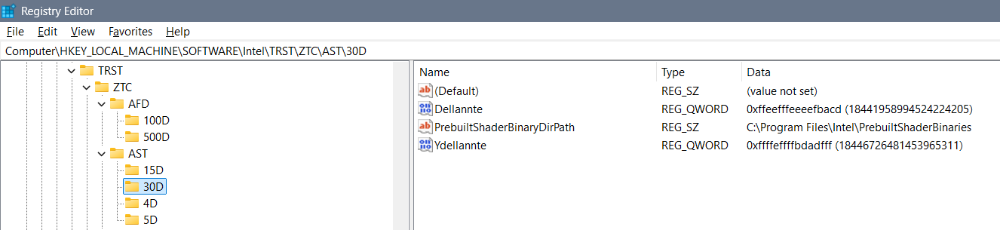 Registry Editor
File Edit View Favorites Help
Computer\HKEY_LOCAL_MACHINE\SOFTWARE\Intel\TRST\ZTC\AST\30D
TRST
ZTC
AFD
100D
500D
AST
15D
30D
4D
5D
Name Type Data
ab (Default) REG_SZ (value not set)
Dellannte REG_QWORD 0xffeefffeeeefbacd (18441958994524224205)
ab PrebuiltShaderBinaryDirPath REG_SZ C:\Program Files\Intel\PrebuiltShaderBinaries
Ydellannte REG_QWORD 0xffffeffffbdadfff (18446726481453965311)